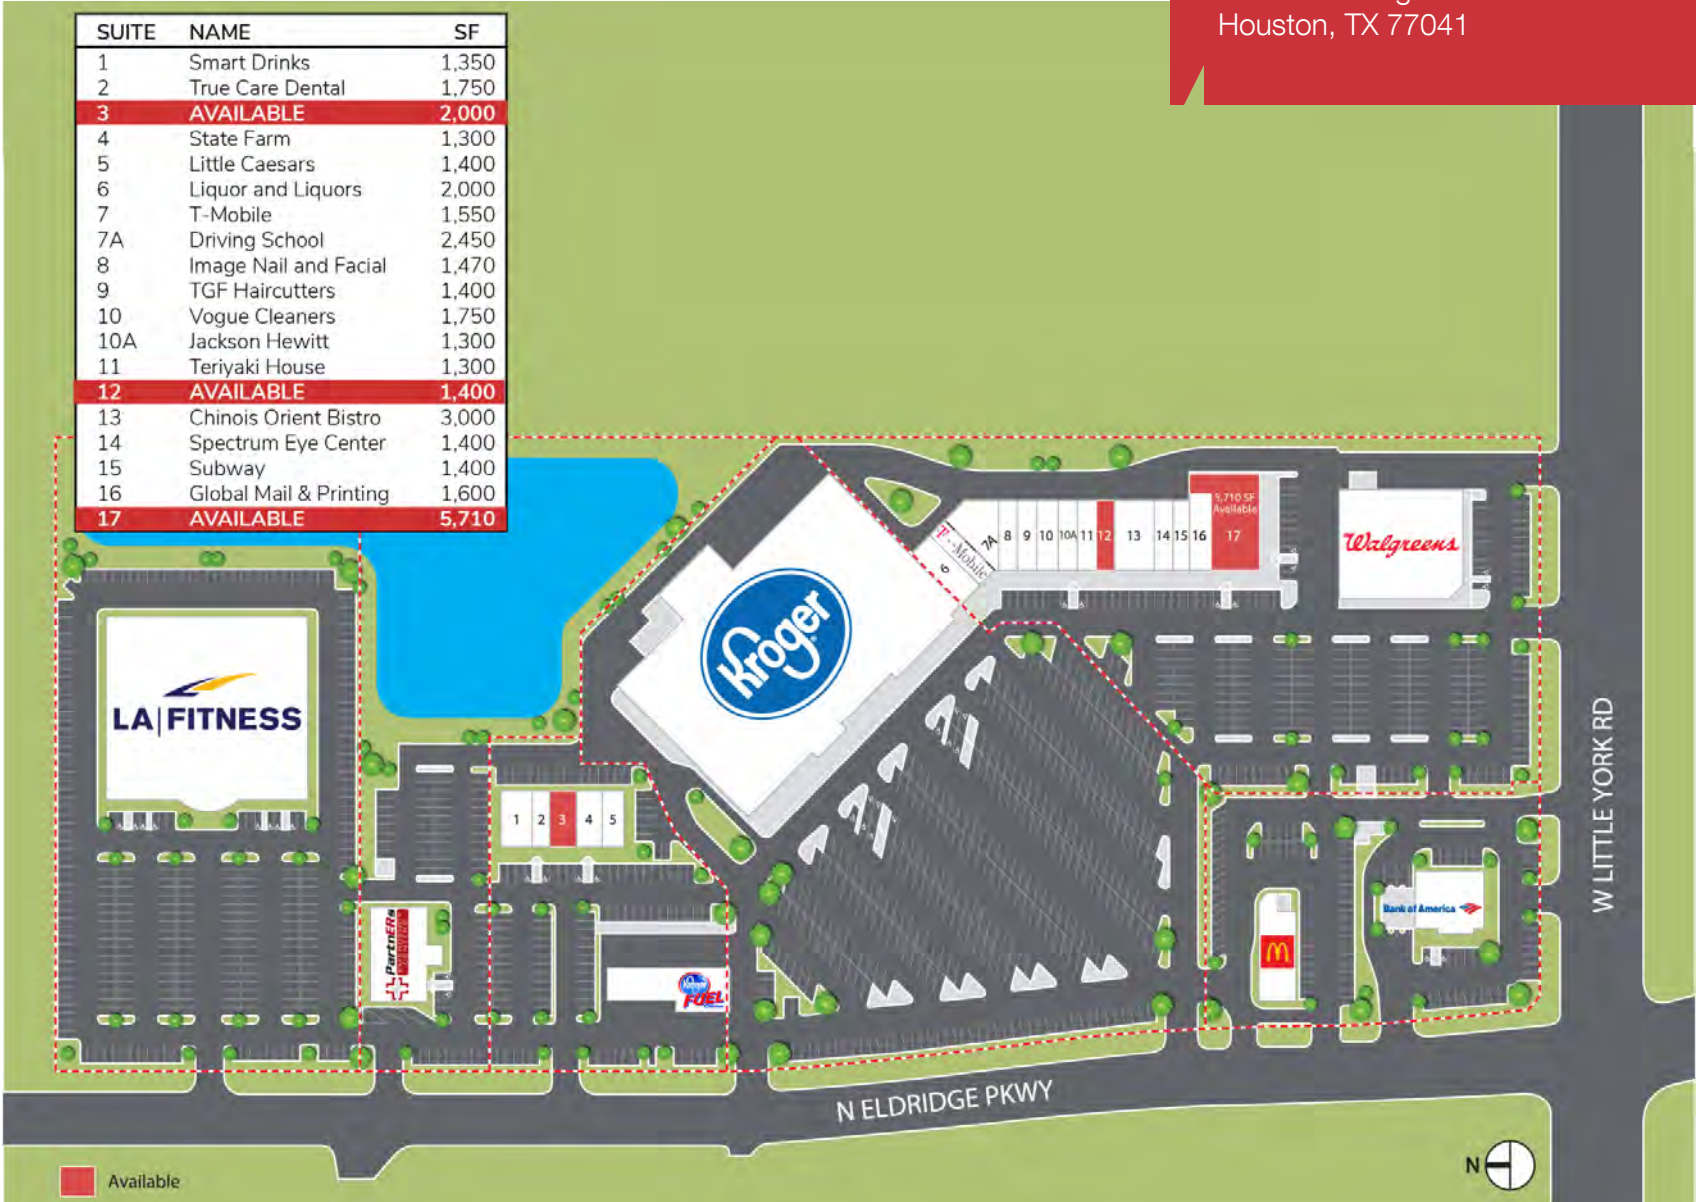 Houston, TX 77041
SUITE NAME SF
1 Smart Drinks 1,350
2 True Care Dental 1,750
3 AVAILABLE 2,000
4 State Farm 1,300
5 Little Caesars 1,400
6 Liquor and Liquors 2,000
7 T-Mobile 1,550
7A Driving School 2,450
8 Image Nail and Facial 1,470
9 TGF Haircutters 1,400
10 Vogue Cleaners 1,750
10A Jackson Hewitt 1,300
11 Teriyaki House 1,300
12 AVAILABLE 1,400
13 Chinois Orient Bistro 3,000
14 Spectrum Eye Center 1,400
15 Subway 1,400
16 Global Mail & Printing 1,600
17 AVAILABLE 5,710
5,710 SF
Available
6 T-Mobile 7A 8 9 10 10A 11 12 13 14 15 16 17
Walgreens
Kroger
LA|FITNESS
1 2 3 4 5
PartnERs
Bank of America
Kroger
FUEL
W LITTLE YORK RD
N ELDRIDGE PKWY
N
Available